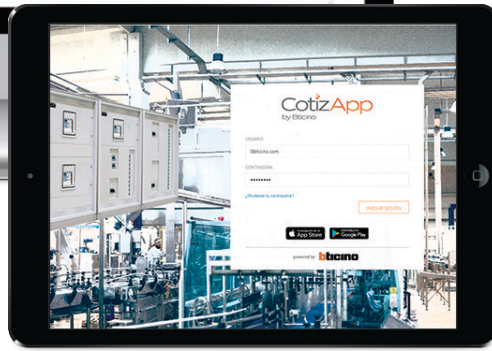 CotizApp
by Bticino
USUARIO
@bticino.com
CONTRASEÑA
••••••••
¿Olvidaste tu contraseña?
INICIAR SESIÓN
App Store
Google Play
powered by bticino